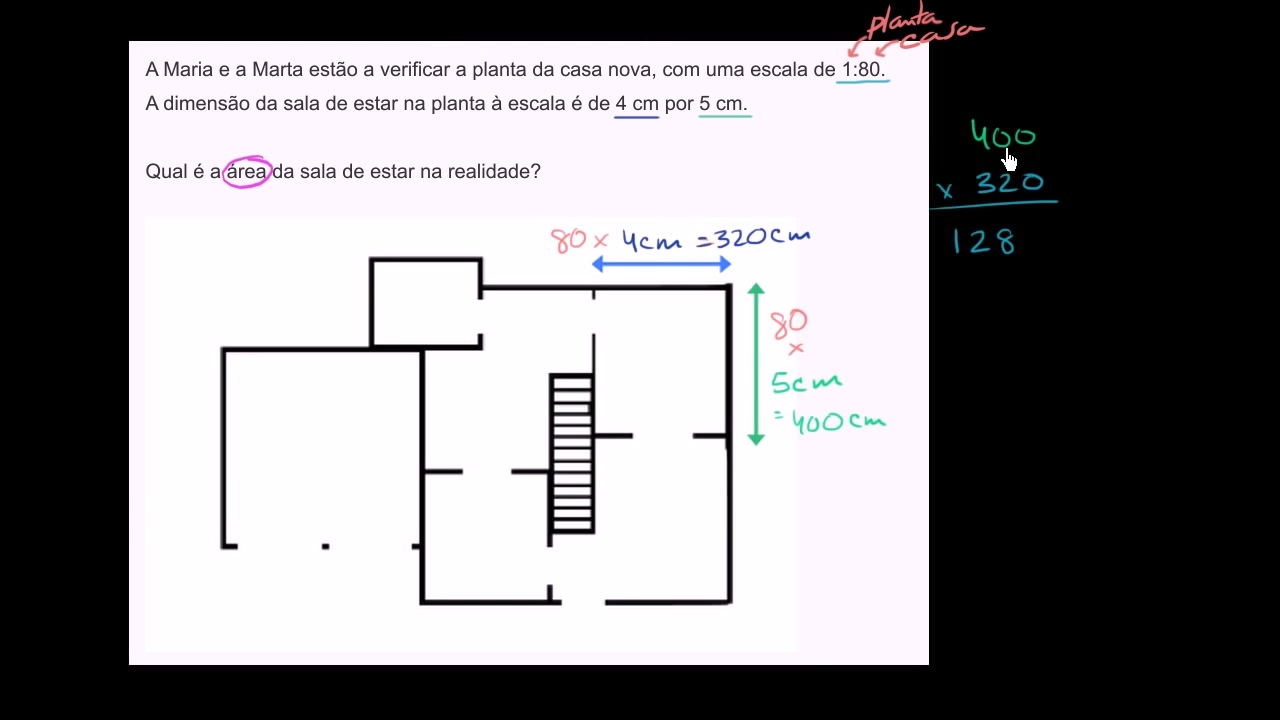 planta
casa
A Maria e a Marta estão a verificar a planta da casa nova, com uma escala de 1:80.
A dimensão da sala de estar na planta à escala é de 4 cm por 5 cm.
Qual é a área da sala de estar na realidade?
400
x 320
128
80 x 4cm = 320cm
80
x
5cm
= 400cm